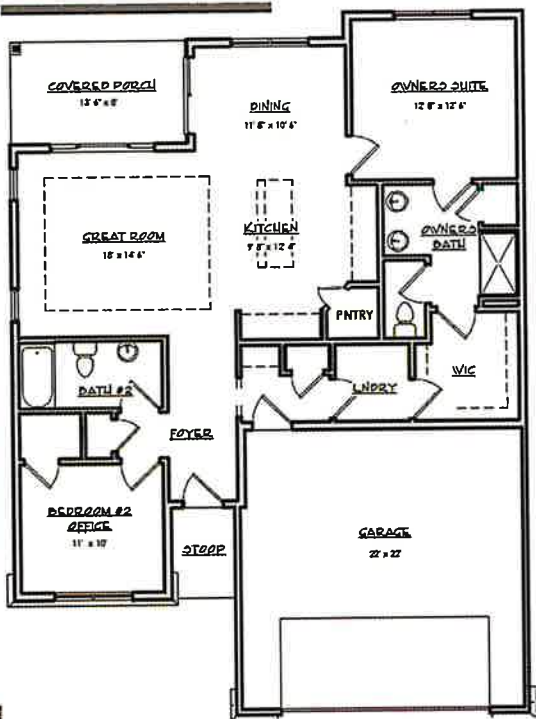 COVERED PORCH
13'6" x 8'
DINING
11'8" x 10'6"
OWNERS SUITE
12'8" x 12'6"
GREAT ROOM
18' x 14'6"
KITCHEN
9'8" x 12'4"
OWNERS
BATH
PNTRY
BATH #2
LNDRY
WIC
FOYER
BEDROOM #2
OFFICE
11' x 10'
STOOP
GARAGE
22' x 22'